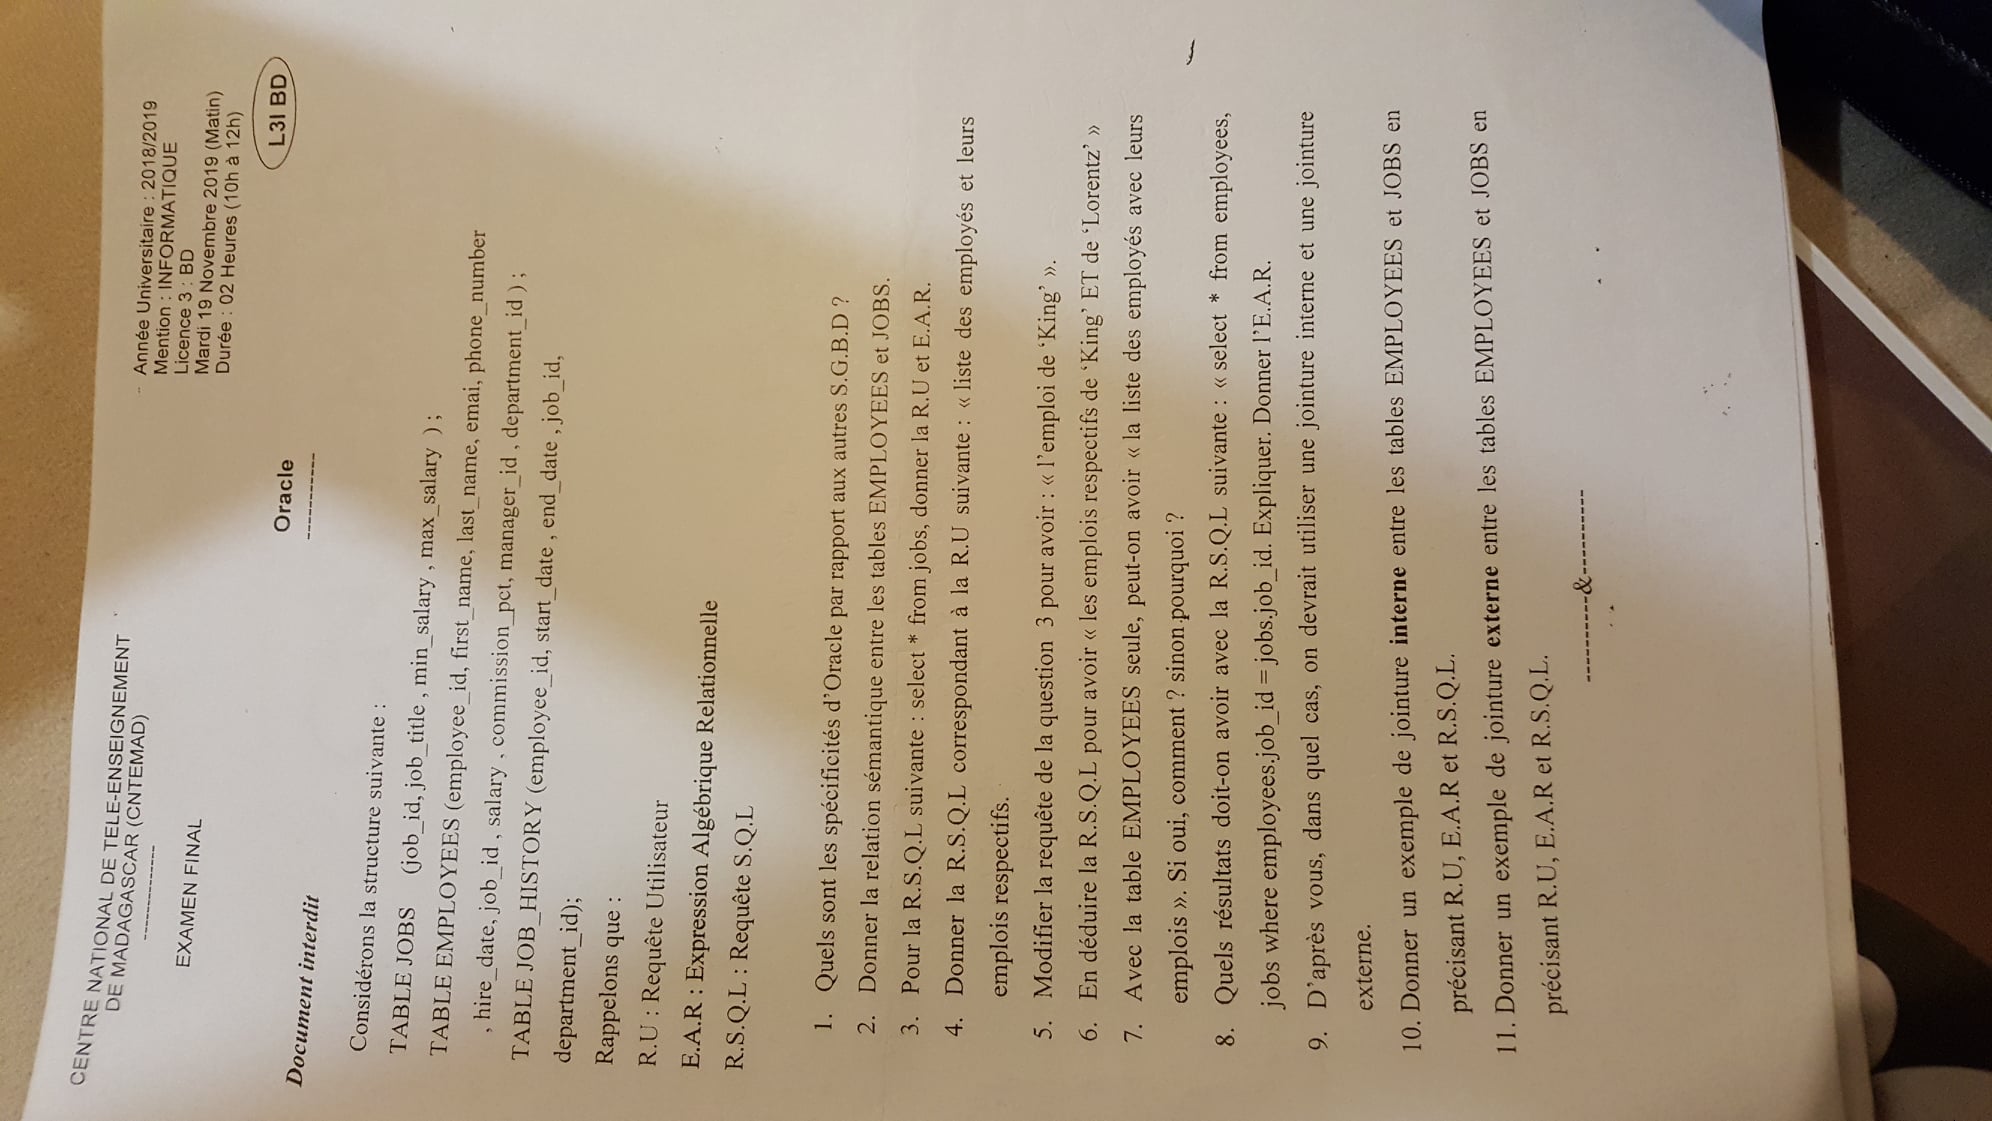 CENTRE NATIONAL DE TELE-ENSEIGNEMENT
DE MADAGASCAR (CNTEMAD)
-------------
EXAMEN FINAL
Année Universitaire : 2018/2019
Mention : INFORMATIQUE
Licence 3 : BD
Mardi 19 Novembre 2019 (Matin)
Durée : 02 Heures (10h à 12h)
L3I BD
Oracle
-----------
Document interdit
Considérons la structure suivante :
TABLE JOBS (job_id, job_title , min_salary , max_salary ) ;
TABLE EMPLOYEES (employee_id, first_name, last_name, emai, phone_number
, hire_date, job_id , salary , commission_pct, manager_id , department_id ) ;
TABLE JOB_HISTORY (employee_id, start_date , end_date , job_id,
department_id);
Rappelons que :
R.U : Requête Utilisateur
E.A.R : Expression Algébrique Relationnelle
R.S.Q.L : Requête S.Q.L
1. Quels sont les spécificités d'Oracle par rapport aux autres S.G.B.D ?
2. Donner la relation sémantique entre les tables EMPLOYEES et JOBS.
3. Pour la R.S.Q.L suivante : select * from jobs, donner la R.U et E.A.R.
4. Donner la R.S.Q.L correspondant à la R.U suivante : « liste des employés et leurs
emplois respectifs.
5. Modifier la requête de la question 3 pour avoir : « l'emploi de 'King' ».
6. En déduire la R.S.Q.L pour avoir « les emplois respectifs de 'King' ET de 'Lorentz' »
7. Avec la table EMPLOYEES seule, peut-on avoir « la liste des employés avec leurs
emplois ». Si oui, comment ? sinon pourquoi ?
8. Quels résultats doit-on avoir avec la R.S.Q.L suivante : « select * from employees,
jobs where employees.job_id = jobs.job_id. Expliquer. Donner l'E.A.R.
9. D'après vous, dans quel cas, on devrait utiliser une jointure interne et une jointure
externe.
10. Donner un exemple de jointure interne entre les tables EMPLOYEES et JOBS en
précisant R.U, E.A.R et R.S.Q.L.
11. Donner un exemple de jointure externe entre les tables EMPLOYEES et JOBS en
précisant R.U, E.A.R et R.S.Q.L.
----------&----------